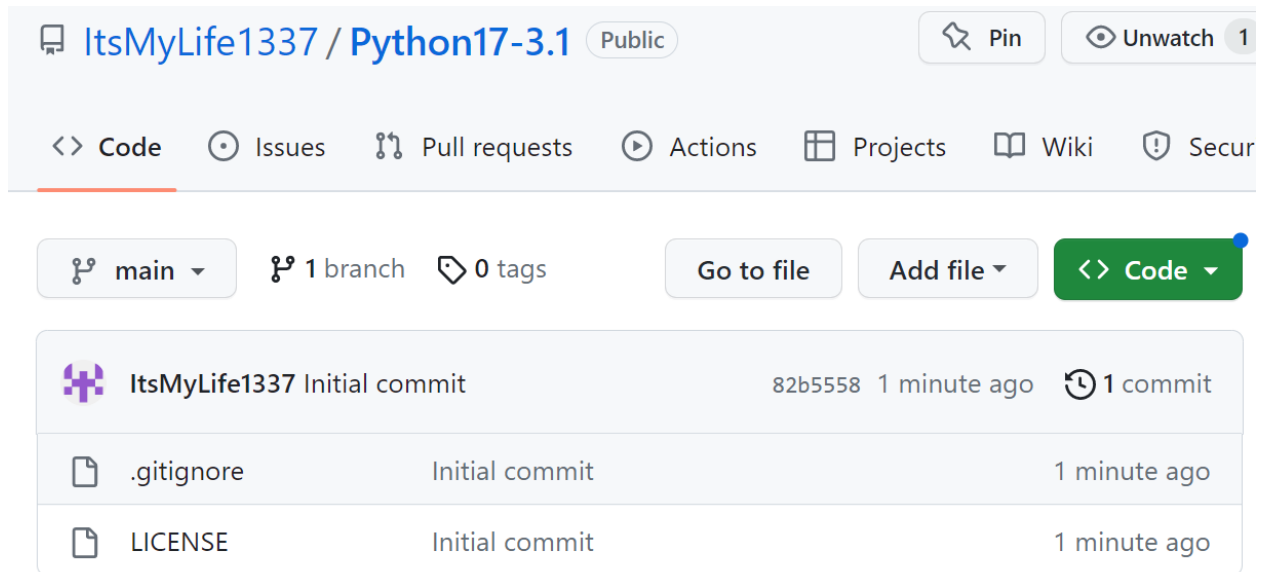 ItsMyLife1337 / Python17-3.1 Public Pin Unwatch 1
Code Issues Pull requests Actions Projects Wiki Secur
main 1 branch 0 tags Go to file Add file Code
ItsMyLife1337 Initial commit 82b5558 1 minute ago 1 commit
.gitignore Initial commit 1 minute ago
LICENSE Initial commit 1 minute ago